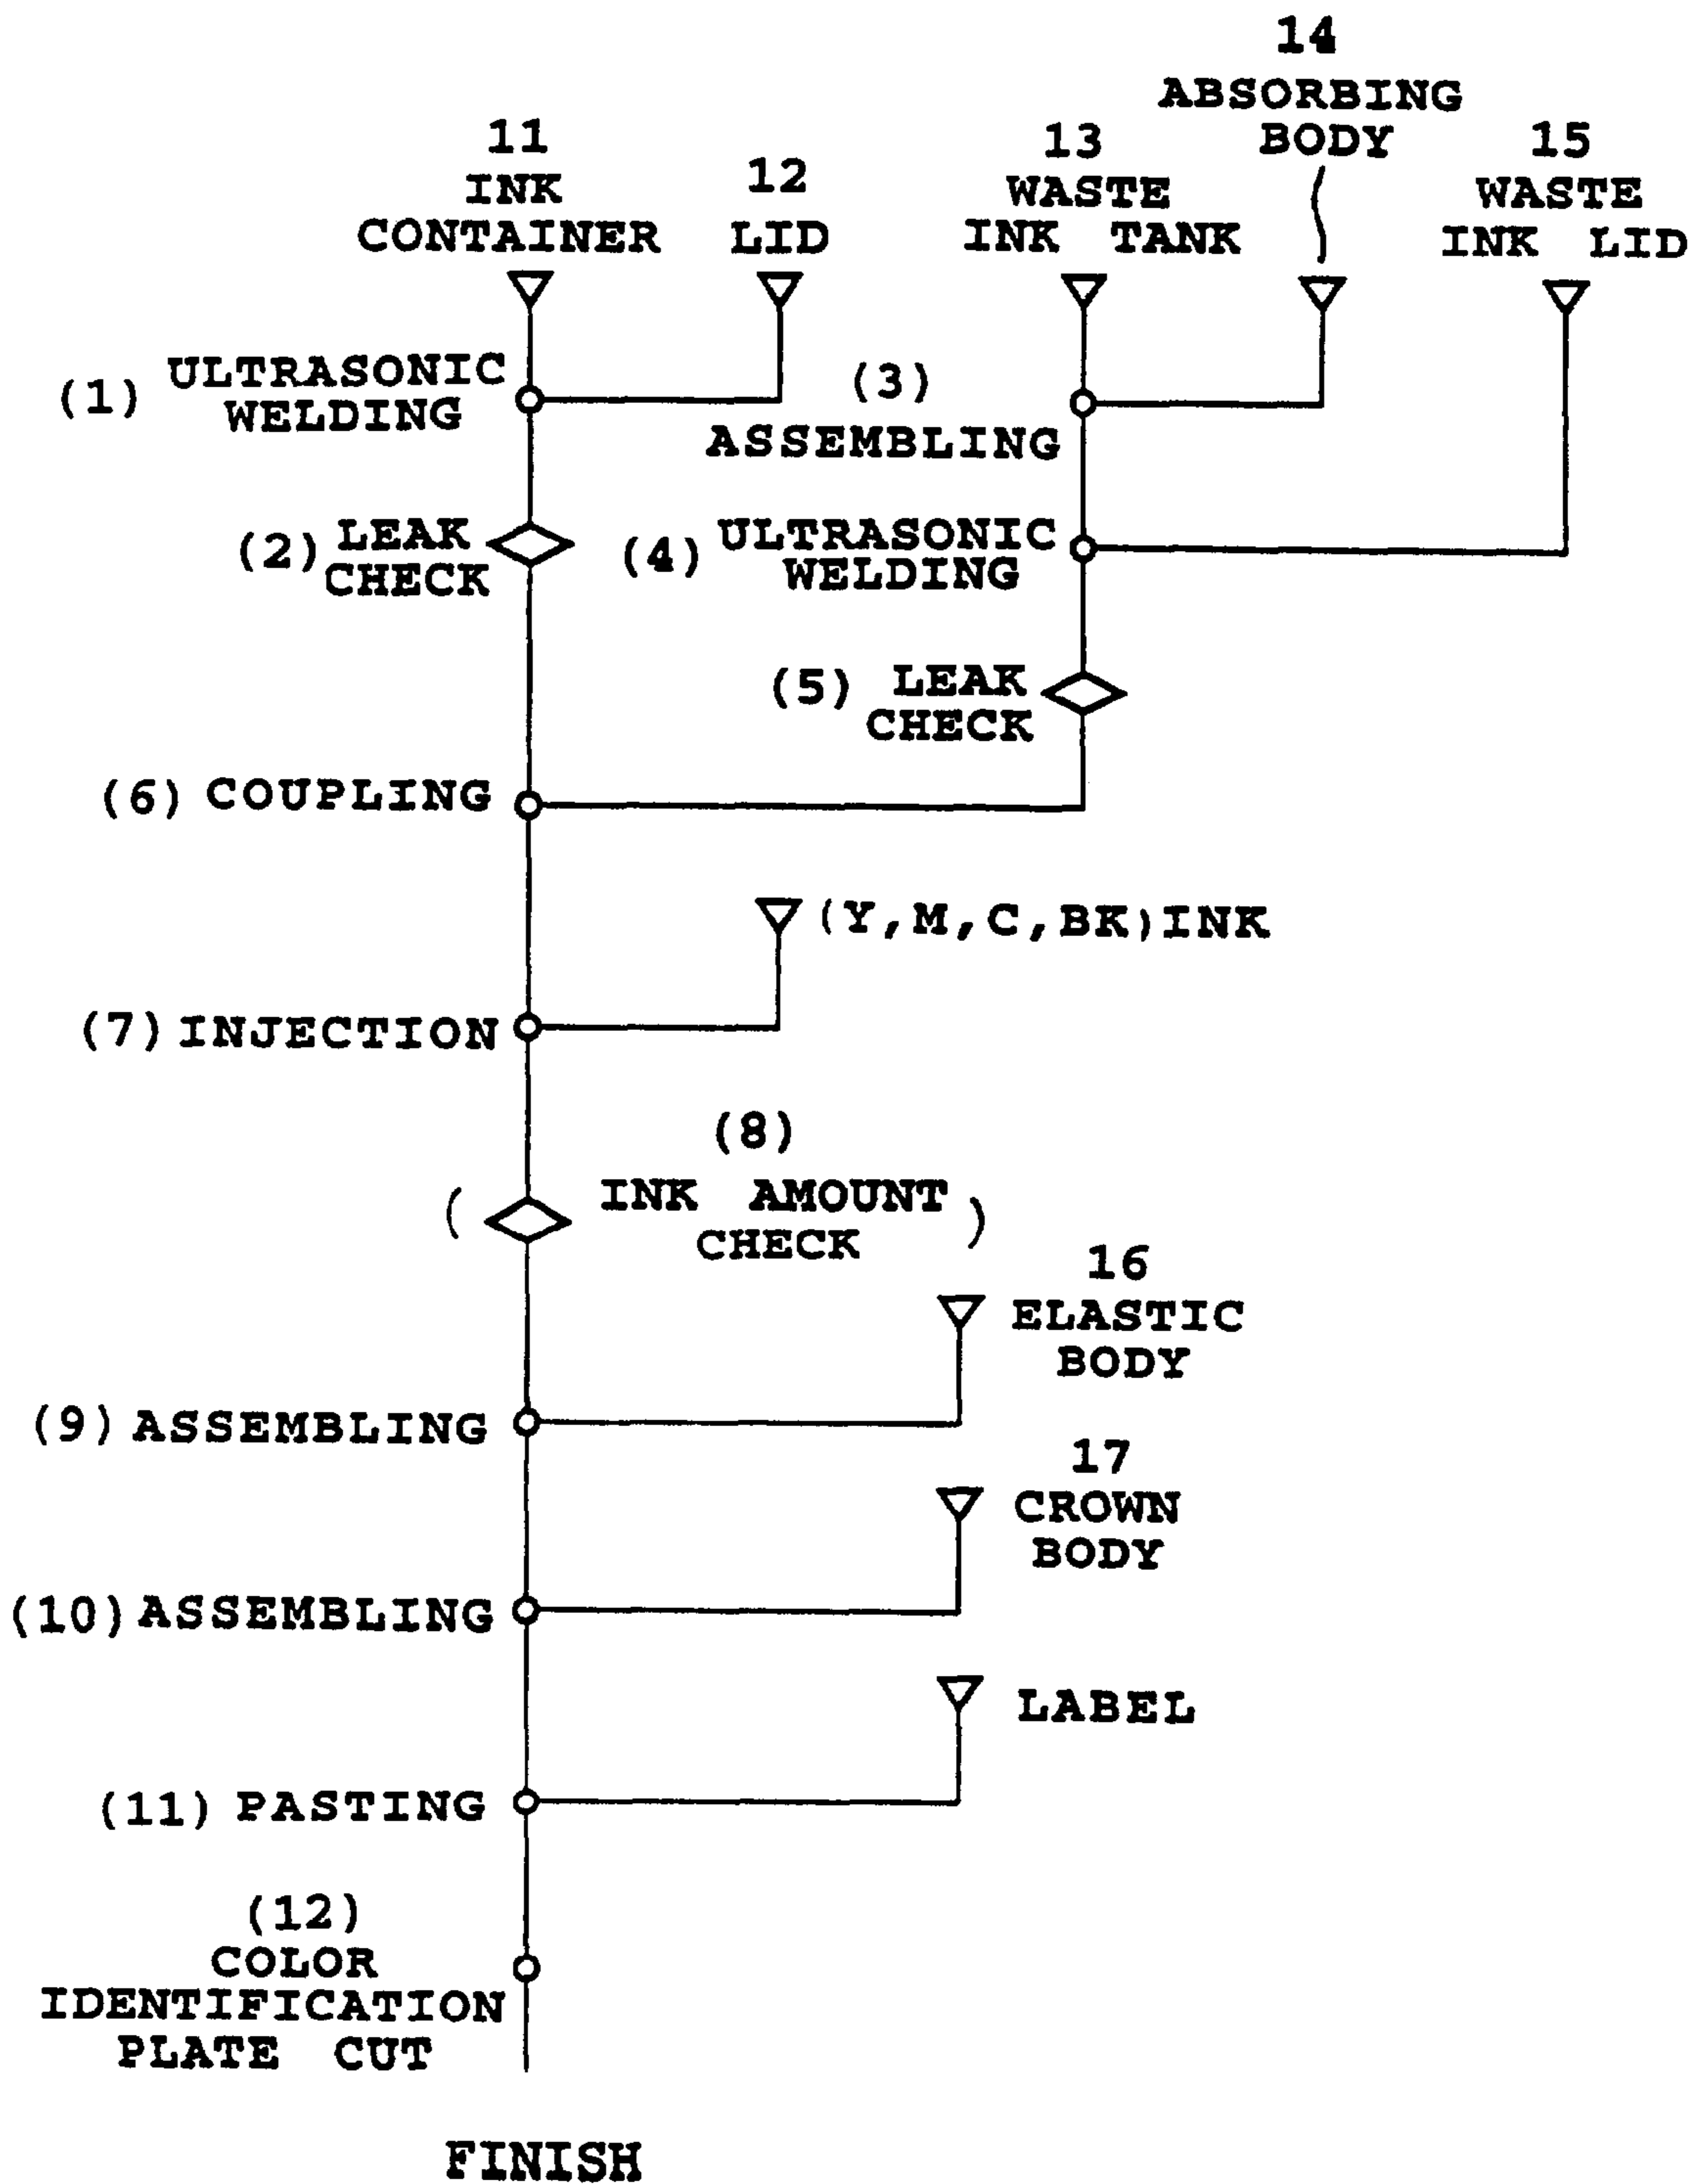 14
ABSORBING
BODY
11
INK
CONTAINER
12
LID
13
WASTE
INK TANK
15
WASTE
INK LID
(1) ULTRASONIC
WELDING
(3)
ASSEMBLING
(2) LEAK
CHECK
(4) ULTRASONIC
WELDING
(5) LEAK
CHECK
(6) COUPLING
(Y,M,C,BK)INK
(7) INJECTION
(8)
( INK AMOUNT
CHECK )
16
ELASTIC
BODY
(9) ASSEMBLING
17
CROWN
BODY
(10) ASSEMBLING
LABEL
(11) PASTING
(12)
COLOR
IDENTIFICATION
PLATE CUT
FINISH